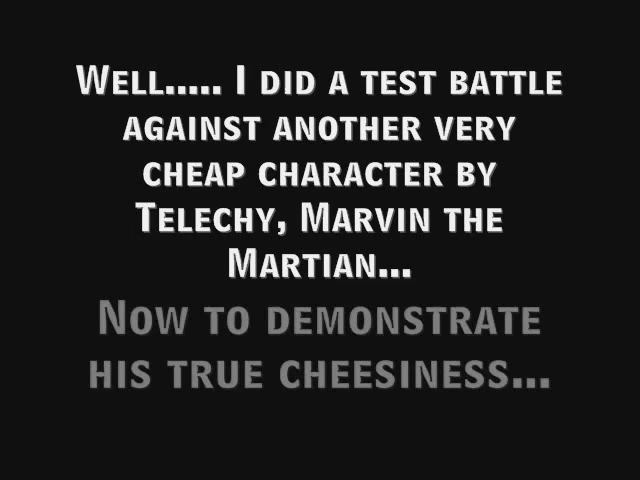 Well..... I did a test battle
against another very
cheap character by
Telechy, Marvin the
Martian...
Now to demonstrate
his true cheesiness...